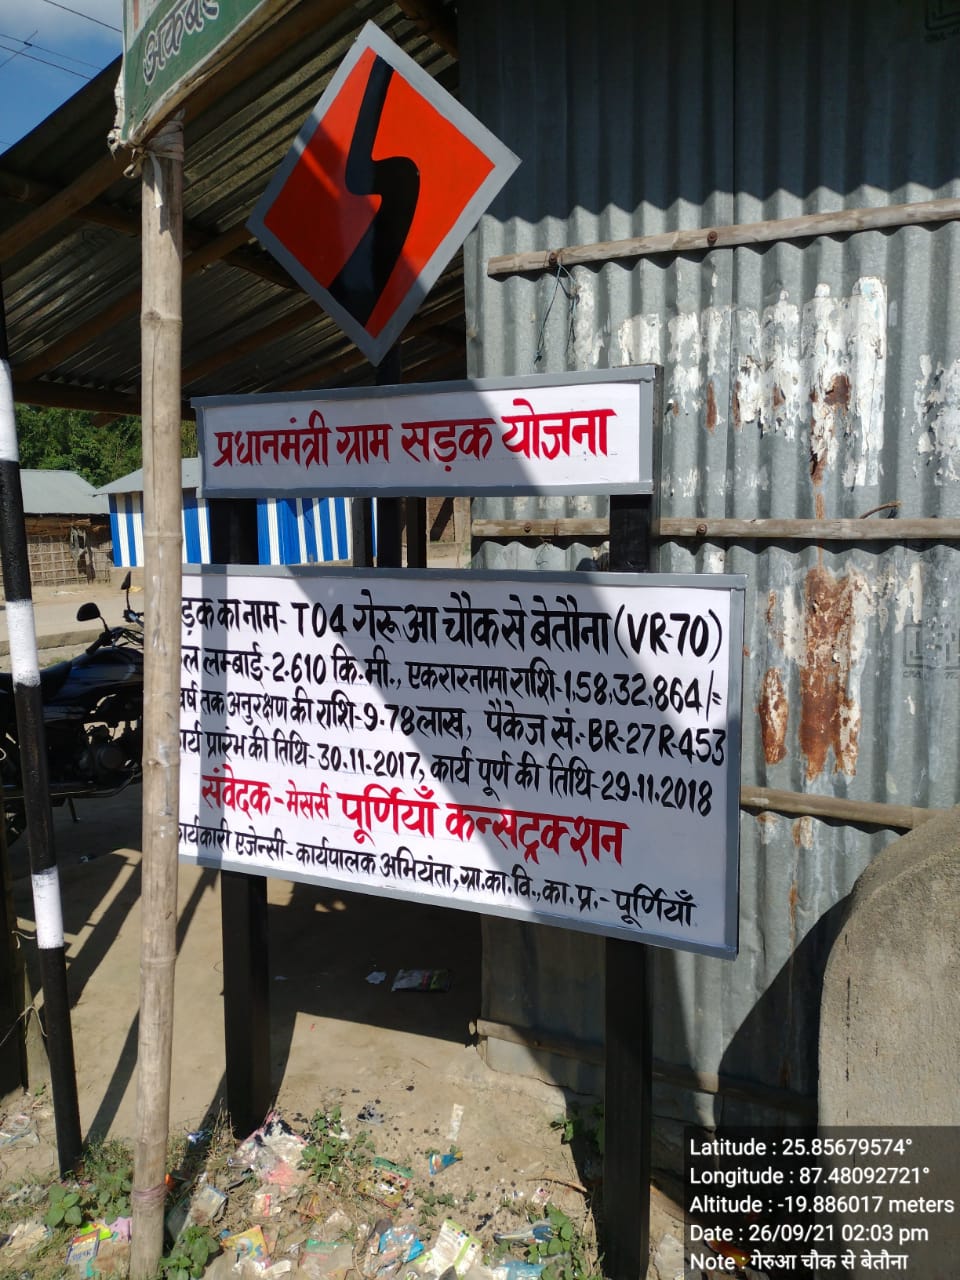 अकबर
प्रधानमंत्री ग्राम सड़क योजना
ड़क का नाम- T04 गेरूआ चौक से बेतौना (VR-70)
ल लम्बाई-2.610 कि.मी., एकरारनामा राशि-1,58,32,864/=
वर्ष तक अनुरक्षण की राशि-9.78 लाख, पैकेज सं.-BR-27R-453
र्य प्रारंभ की तिथि-30.11.2017, कार्य पूर्ण की तिथि-29.11.2018
संवेदक-मेसर्स पूर्णियाँ कन्सट्रक्शन
कार्यकारी एजेन्सी-कार्यपालक अभियंता, ग्रा.का.वि.,का.प्र.-पूर्णियाँ
Latitude : 25.85679574°
Longitude : 87.48092721°
Altitude : -19.886017 meters
Date : 26/09/21 02:03 pm
Note : गेरुआ चौक से बेतौना